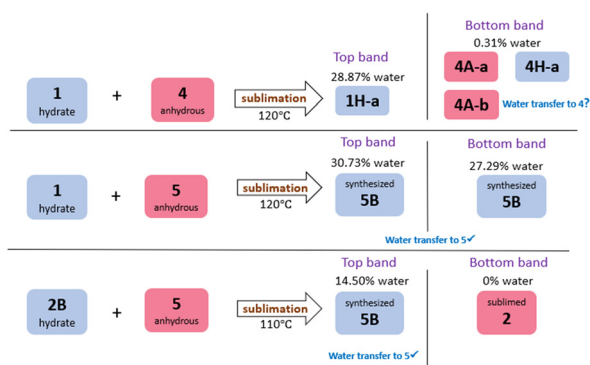 Bottom band
Top band
0.31% water
28.87% water
4A-a
4H-a
1
hydrate
+
4
anhydrous
sublimation
120°C
1H-a
4A-b
Water transfer to 4?
Top band
Bottom band
30.73% water
27.29% water
1
hydrate
+
5
anhydrous
sublimation
120°C
synthesized
5B
synthesized
5B
Water transfer to 5✓
Top band
Bottom band
14.50% water
0% water
2B
hydrate
+
5
anhydrous
sublimation
110°C
synthesized
5B
sublimed
2
Water transfer to 5✓